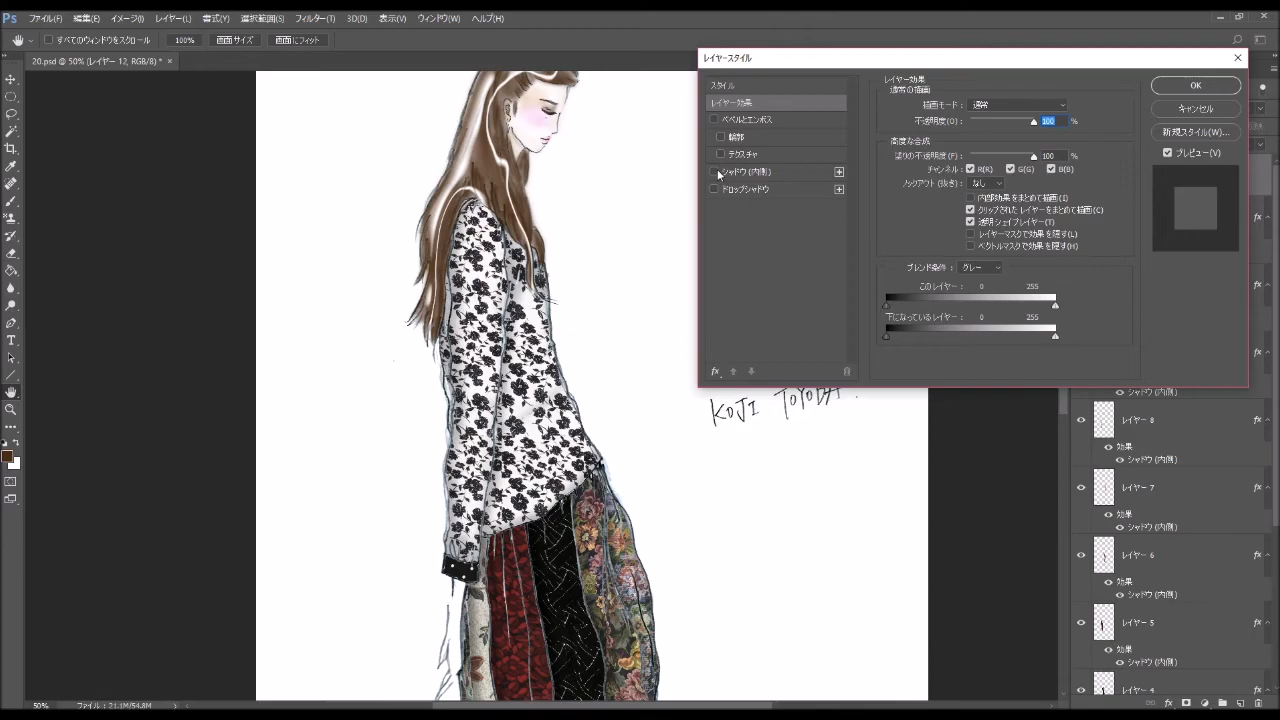 Ps ファイル(F) 編集(E) イメージ(I) レイヤー(L) 書式(Y) 選択範囲(S) フィルター(T) 3D(D) 表示(V) ウィンドウ(W) ヘルプ(H)
すべてのウィンドウをスクロール 100% 画面サイズ 画面にフィット
20.psd @ 50% (レイヤー 12, RGB/8) * ×
レイヤースタイル
スタイル
レイヤー効果
ベベルとエンボス
輪郭
テクスチャ
シャドウ (内側)
ドロップシャドウ
fx
レイヤー効果
通常の描画
描画モード : 通常
不透明度(O) : 100 %
高度な合成
塗りの不透明度(F) : 100 %
チャンネル : R(R) G(G) B(B)
ノックアウト (抜き) : なし
内部効果をまとめて描画(I)
クリップされたレイヤーをまとめて描画(C)
透明シェイプレイヤー(T)
レイヤーマスクで効果を隠す(L)
ベクトルマスクで効果を隠す(H)
ブレンド条件 : グレー
このレイヤー : 0 255
下になっているレイヤー : 0 255
OK
キャンセル
新規スタイル(W)...
プレビュー(V)
KOJI TOYODA.
シャドウ (内側)
レイヤー 8 fx
効果
シャドウ (内側)
レイヤー 7 fx
効果
シャドウ (内側)
レイヤー 6 fx
効果
シャドウ (内側)
レイヤー 5 fx
効果
シャドウ (内側)
レイヤー 4 fx
50% ファイル : 21.1M/54.8M